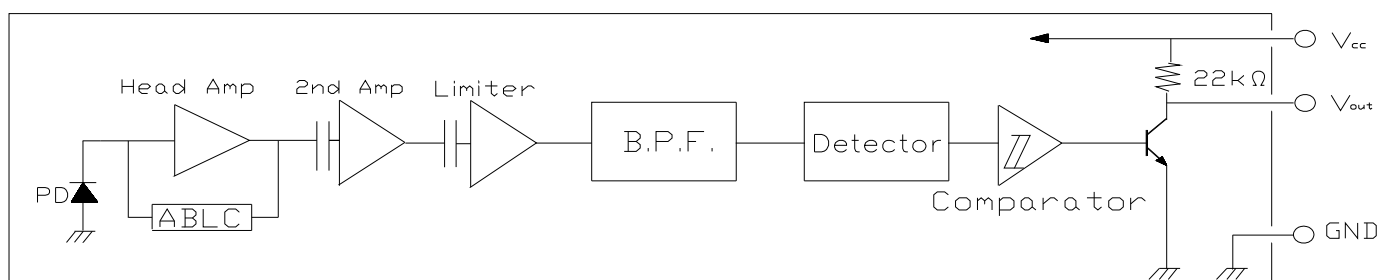 Head Amp
2nd Amp
Limiter
B.P.F.
Detector
Comparator
PD
ABLC
Vcc
22kΩ
Vout
GND